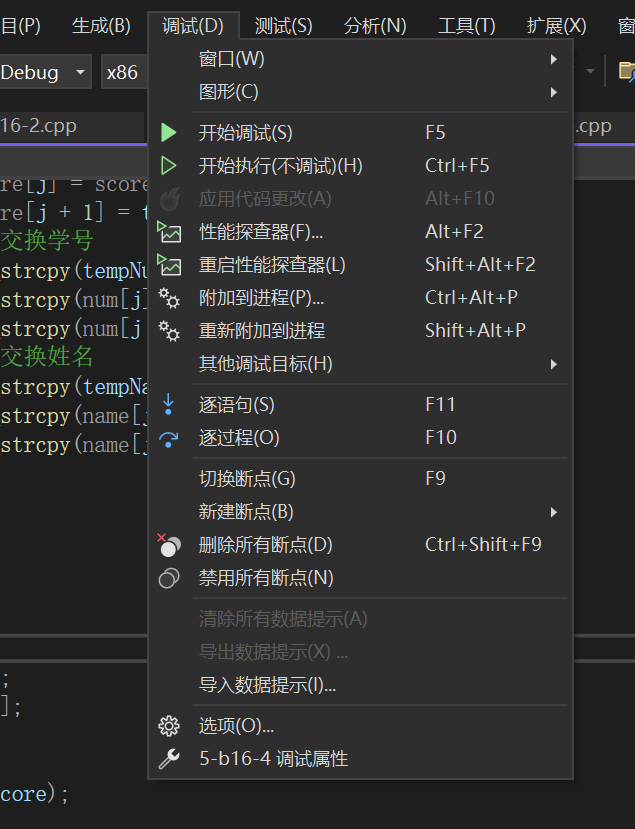 目(P) 生成(B) 调试(D) 测试(S) 分析(N) 工具(T) 扩展(X) 窗
Debug x86
16-2.cpp .cpp
窗口(W)
图形(C)
开始调试(S) F5
开始执行(不调试)(H) Ctrl+F5
应用代码更改(A) Alt+F10
性能探查器(F)... Alt+F2
重启性能探查器(L) Shift+Alt+F2
附加到进程(P)... Ctrl+Alt+P
重新附加到进程 Shift+Alt+P
其他调试目标(H)
逐语句(S) F11
逐过程(O) F10
切换断点(G) F9
新建断点(B)
删除所有断点(D) Ctrl+Shift+F9
禁用所有断点(N)
清除所有数据提示(A)
导出数据提示(X) ...
导入数据提示(I)...
选项(O)...
5-b16-4 调试属性
re[j] = score
re[j + 1] = t
交换学号
strcpy(tempNu
strcpy(num[j]
strcpy(num[j
交换姓名
strcpy(tempNa
strcpy(name[j
strcpy(name[j
;
];
core);